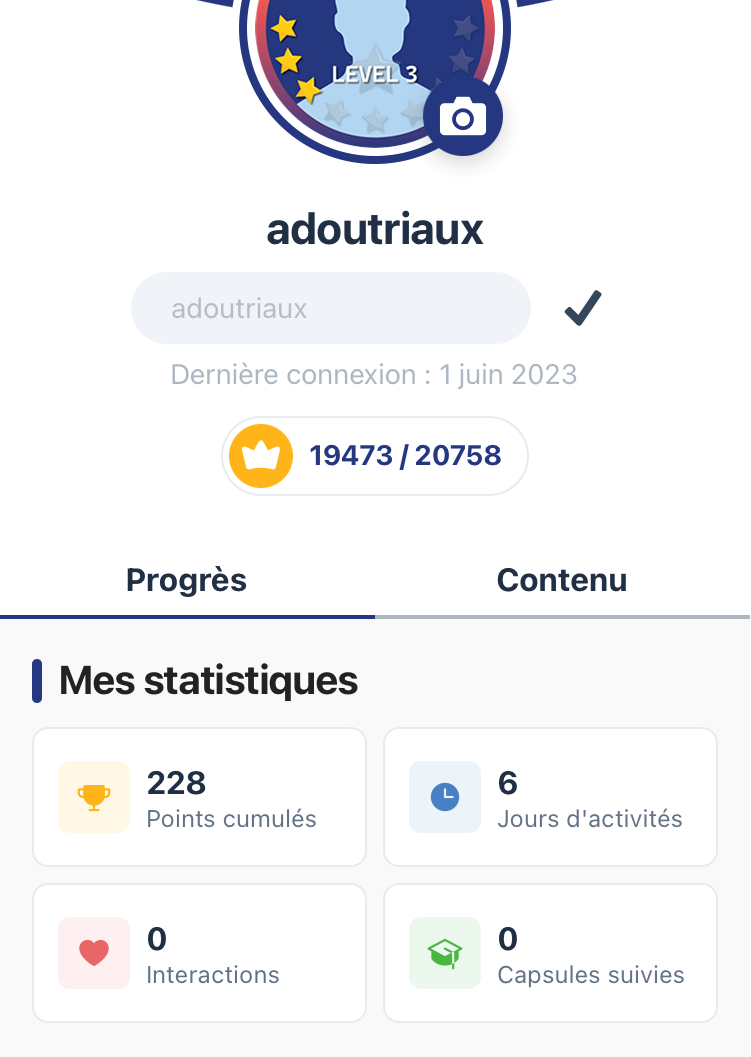 LEVEL 3
adoutriaux
adoutriaux
Dernière connexion : 1 juin 2023
19473 / 20758
Progrès
Contenu
Mes statistiques
228
Points cumulés
6
Jours d'activités
0
Interactions
0
Capsules suivies